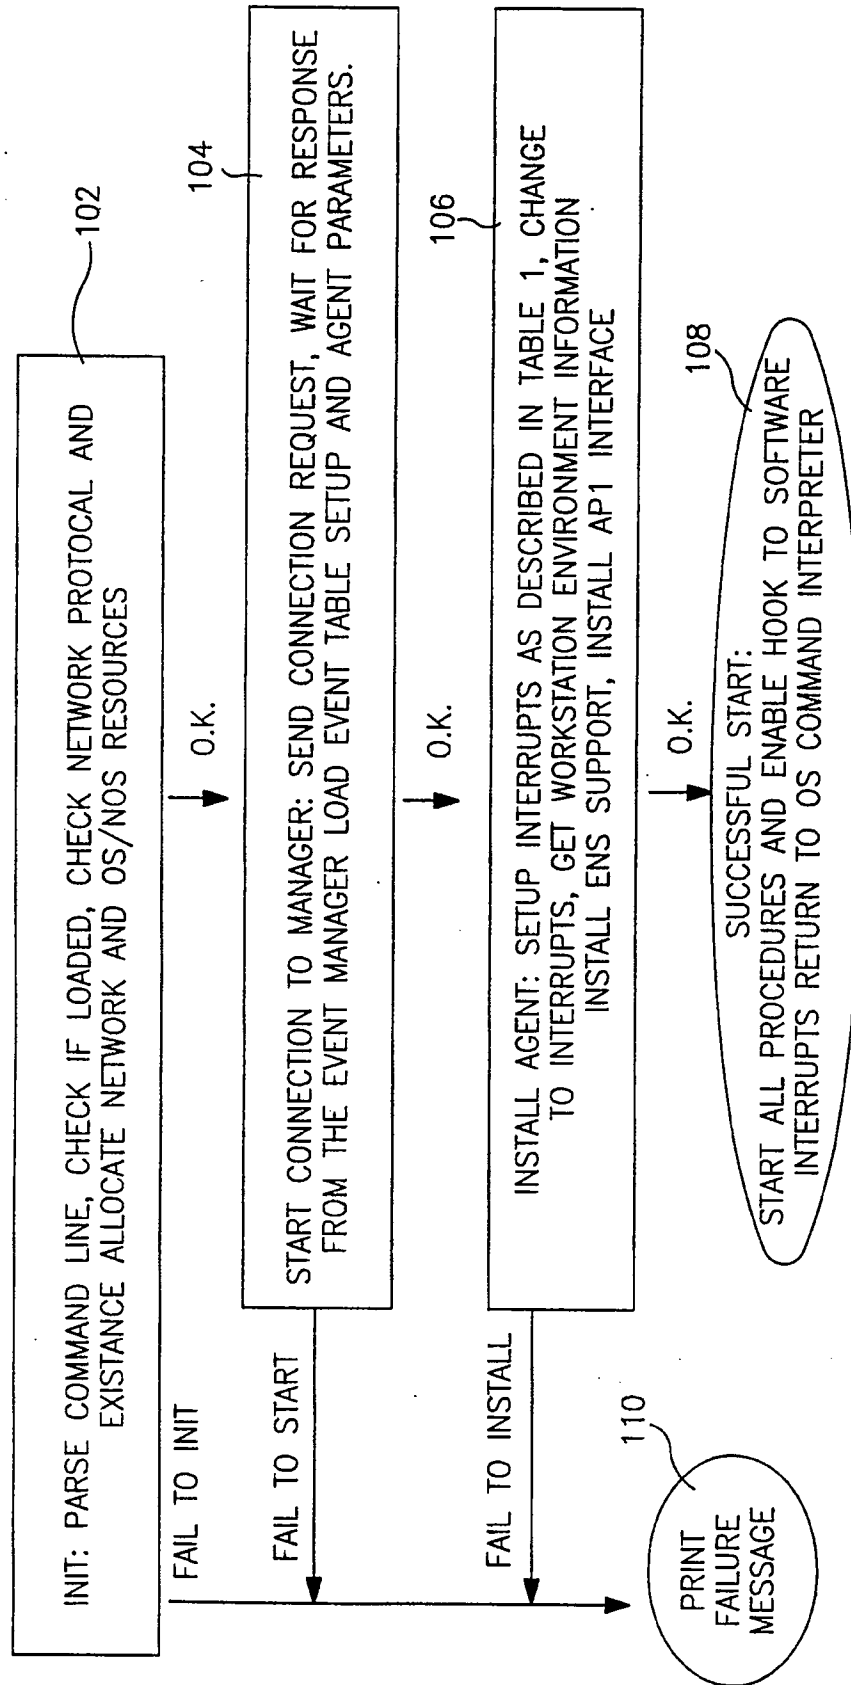 102
INIT: PARSE COMMAND LINE, CHECK IF LOADED, CHECK NETWORK PROTOCAL AND
EXISTANCE ALLOCATE NETWORK AND OS/NOS RESOURCES
FAIL TO INIT
O.K.
104
START CONNECTION TO MANAGER: SEND CONNECTION REQUEST, WAIT FOR RESPONSE
FROM THE EVENT MANAGER LOAD EVENT TABLE SETUP AND AGENT PARAMETERS.
FAIL TO START
O.K.
106
INSTALL AGENT: SETUP INTERRUPTS AS DESCRIBED IN TABLE 1, CHANGE
TO INTERRUPTS, GET WORKSTATION ENVIRONMENT INFORMATION
INSTALL ENS SUPPORT, INSTALL AP1 INTERFACE
FAIL TO INSTALL
O.K.
110
PRINT
FAILURE
MESSAGE
108
SUCCESSFUL START:
START ALL PROCEDURES AND ENABLE HOOK TO SOFTWARE
INTERRUPTS RETURN TO OS COMMAND INTERPRETER